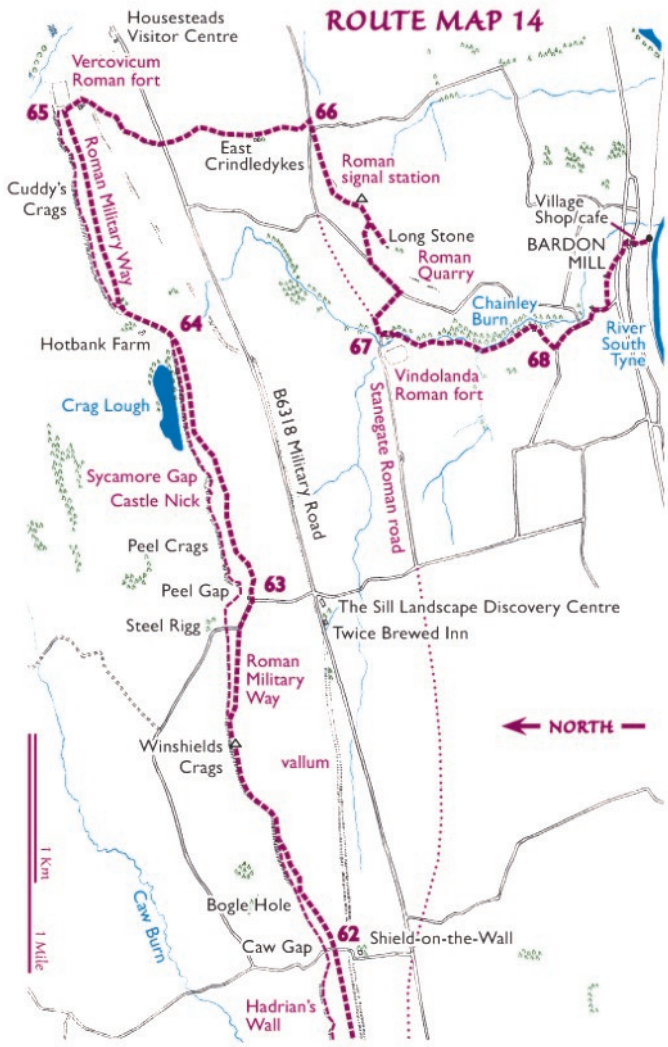 ROUTE MAP 14
Housesteads
Visitor Centre
Vercovicum
Roman fort
65
66
East
Crindledykes
Roman
signal station
Roman Military Way
Cuddy's
Crags
Village
Shop/cafe
Long Stone
BARDON
MILL
Roman
Quarry
Chainley
Burn
64
Hotbank Farm
67
68
River
South
Tyne
Vindolanda
Roman fort
Crag Lough
B6318 Military Road
Stanegate Roman road
Sycamore Gap
Castle Nick
Peel Crags
63
Peel Gap
The Sill Landscape Discovery Centre
Steel Rigg
Twice Brewed Inn
Roman
Military
Way
NORTH
Winshields
Crags
vallum
1 Km
1 Mile
Caw Burn
Bogle Hole
62
Caw Gap
Shield-on-the-Wall
Hadrian's
Wall